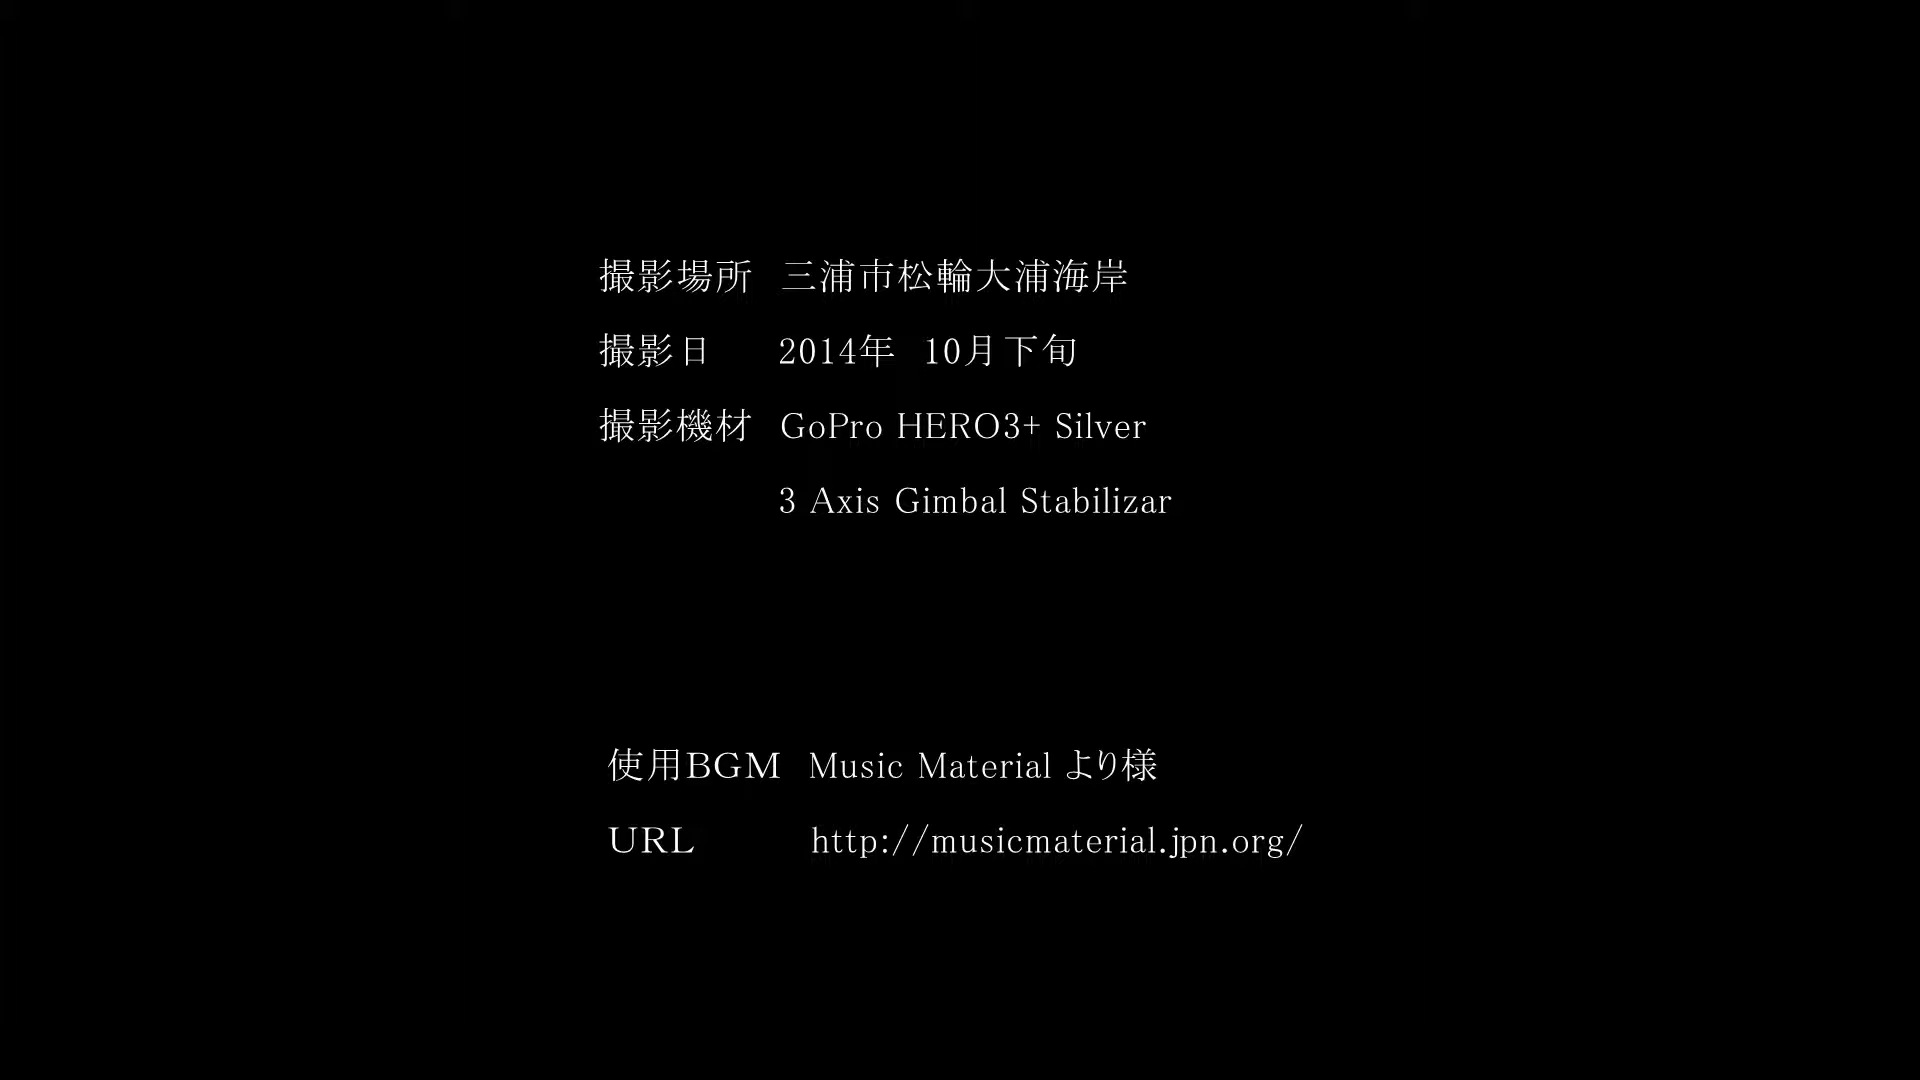 撮影場所 三浦市松輪大浦海岸
撮影日 2014年 10月下旬
撮影機材 GoPro HERO3+ Silver
3 Axis Gimbal Stabilizar
使用BGM Music Material より様
URL http://musicmaterial.jpn.org/